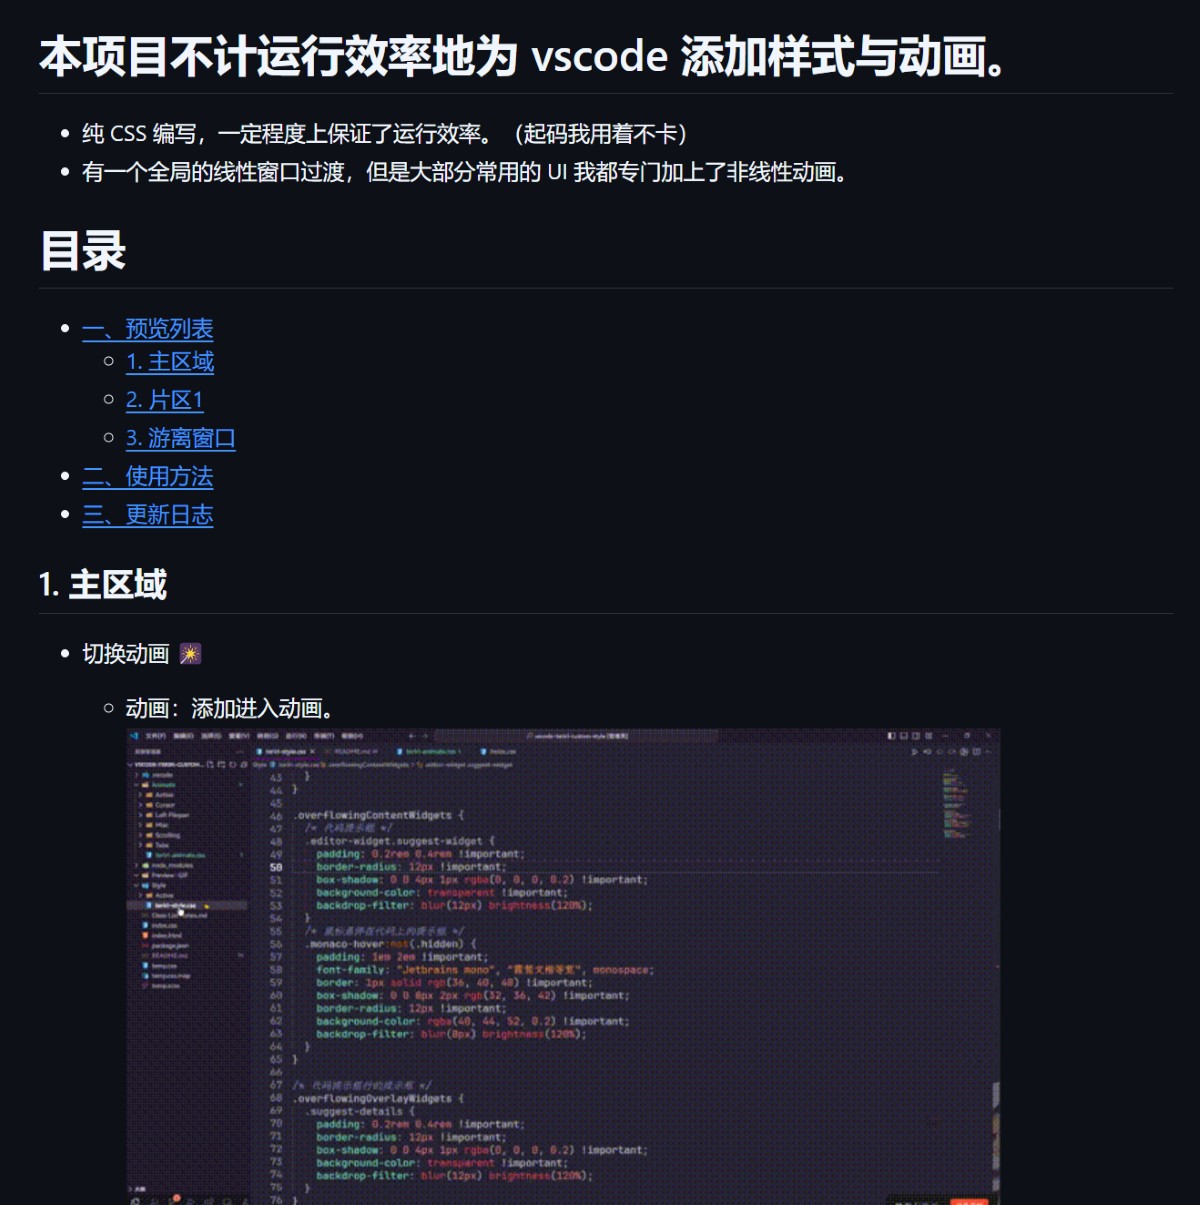 本项目不计运行效率地为 vscode 添加样式与动画。
纯 CSS 编写，一定程度上保证了运行效率。（起码我用着不卡）
有一个全局的线性窗口过渡，但是大部分常用的 UI 我都专门加上了非线性动画。
目录
一、预览列表
1. 主区域
2. 片区1
3. 游离窗口
二、使用方法
三、更新日志
1. 主区域
切换动画
动画：添加进入动画。
43 }
44 }
45
46 .overflowingContentWidgets {
47 /* 代码提示框 */
48 .editor-widget.suggest-widget {
49 padding: 0.2rem 0.4rem !important;
50 border-radius: 12px !important;
51 box-shadow: 0 0 4px 1px rgba(0, 0, 0, 0.2) !important;
52 background-color: transparent !important;
53 backdrop-filter: blur(12px) brightness(120%);
54 }
55 /* 鼠标悬停在代码上的提示框 */
56 .monaco-hover:not(.hidden) {
57 padding: 1em 2em !important;
58 font-family: "Jetbrains mono", "霞鹜文楷等宽", monospace;
59 border: 1px solid rgb(36, 40, 48) !important;
60 box-shadow: 0 0 8px 2px rgb(32, 36, 42) !important;
61 border-radius: 12px !important;
62 background-color: rgba(40, 44, 52, 0.2) !important;
63 backdrop-filter: blur(8px) brightness(120%);
64 }
65 }
66
67 /* 代码提示框行的提示框 */
68 .overflowingOverlayWidgets {
69 .suggest-details {
70 padding: 0.2rem 0.4rem !important;
71 border-radius: 12px !important;
72 box-shadow: 0 0 4px 1px rgba(0, 0, 0, 0.2) !important;
73 background-color: transparent !important;
74 backdrop-filter: blur(12px) brightness(120%);
75 }
76 }